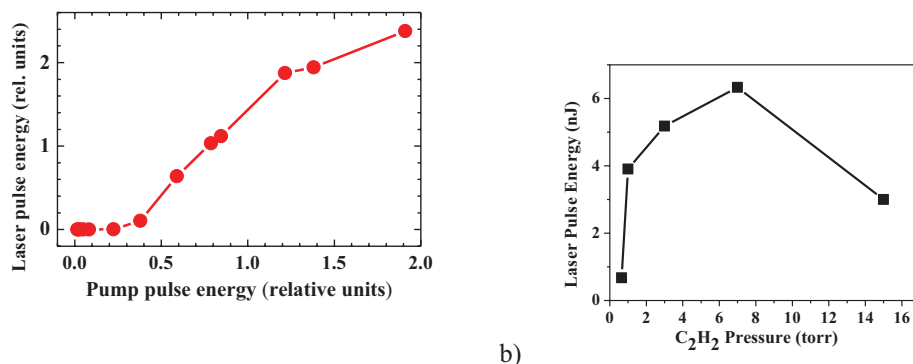 Laser pulse energy (rel. units)
2
1
0
0.0 0.5 1.0 1.5 2.0
Pump pulse energy (relative units)
b)
Laser Pulse Energy (nJ)
6
4
2
0
0 2 4 6 8 10 12 14 16
C2H2 Pressure (torr)